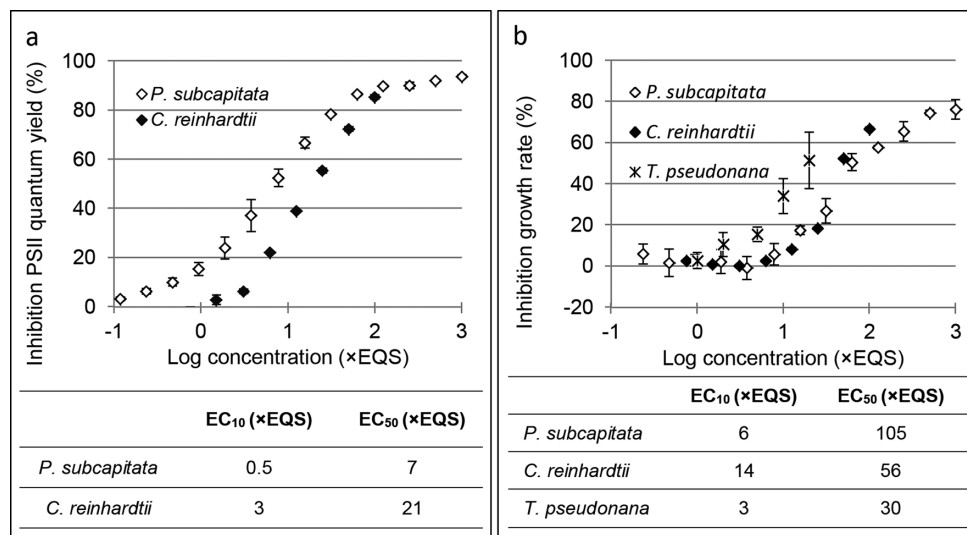 a
Inhibition PSII quantum yield (%)
100
80
60
40
20
0
P. subcapitata
C. reinhardtii
-1 0 1 2 3
Log concentration (×EQS)
EC10 (×EQS) EC50 (×EQS)
P. subcapitata 0.5 7
C. reinhardtii 3 21
b
Inhibition growth rate (%)
100
80
60
40
20
0
-20
P. subcapitata
C. reinhardtii
T. pseudonana
-1 0 1 2 3
Log concentration (×EQS)
EC10 (×EQS) EC50 (×EQS)
P. subcapitata 6 105
C. reinhardtii 14 56
T. pseudonana 3 30